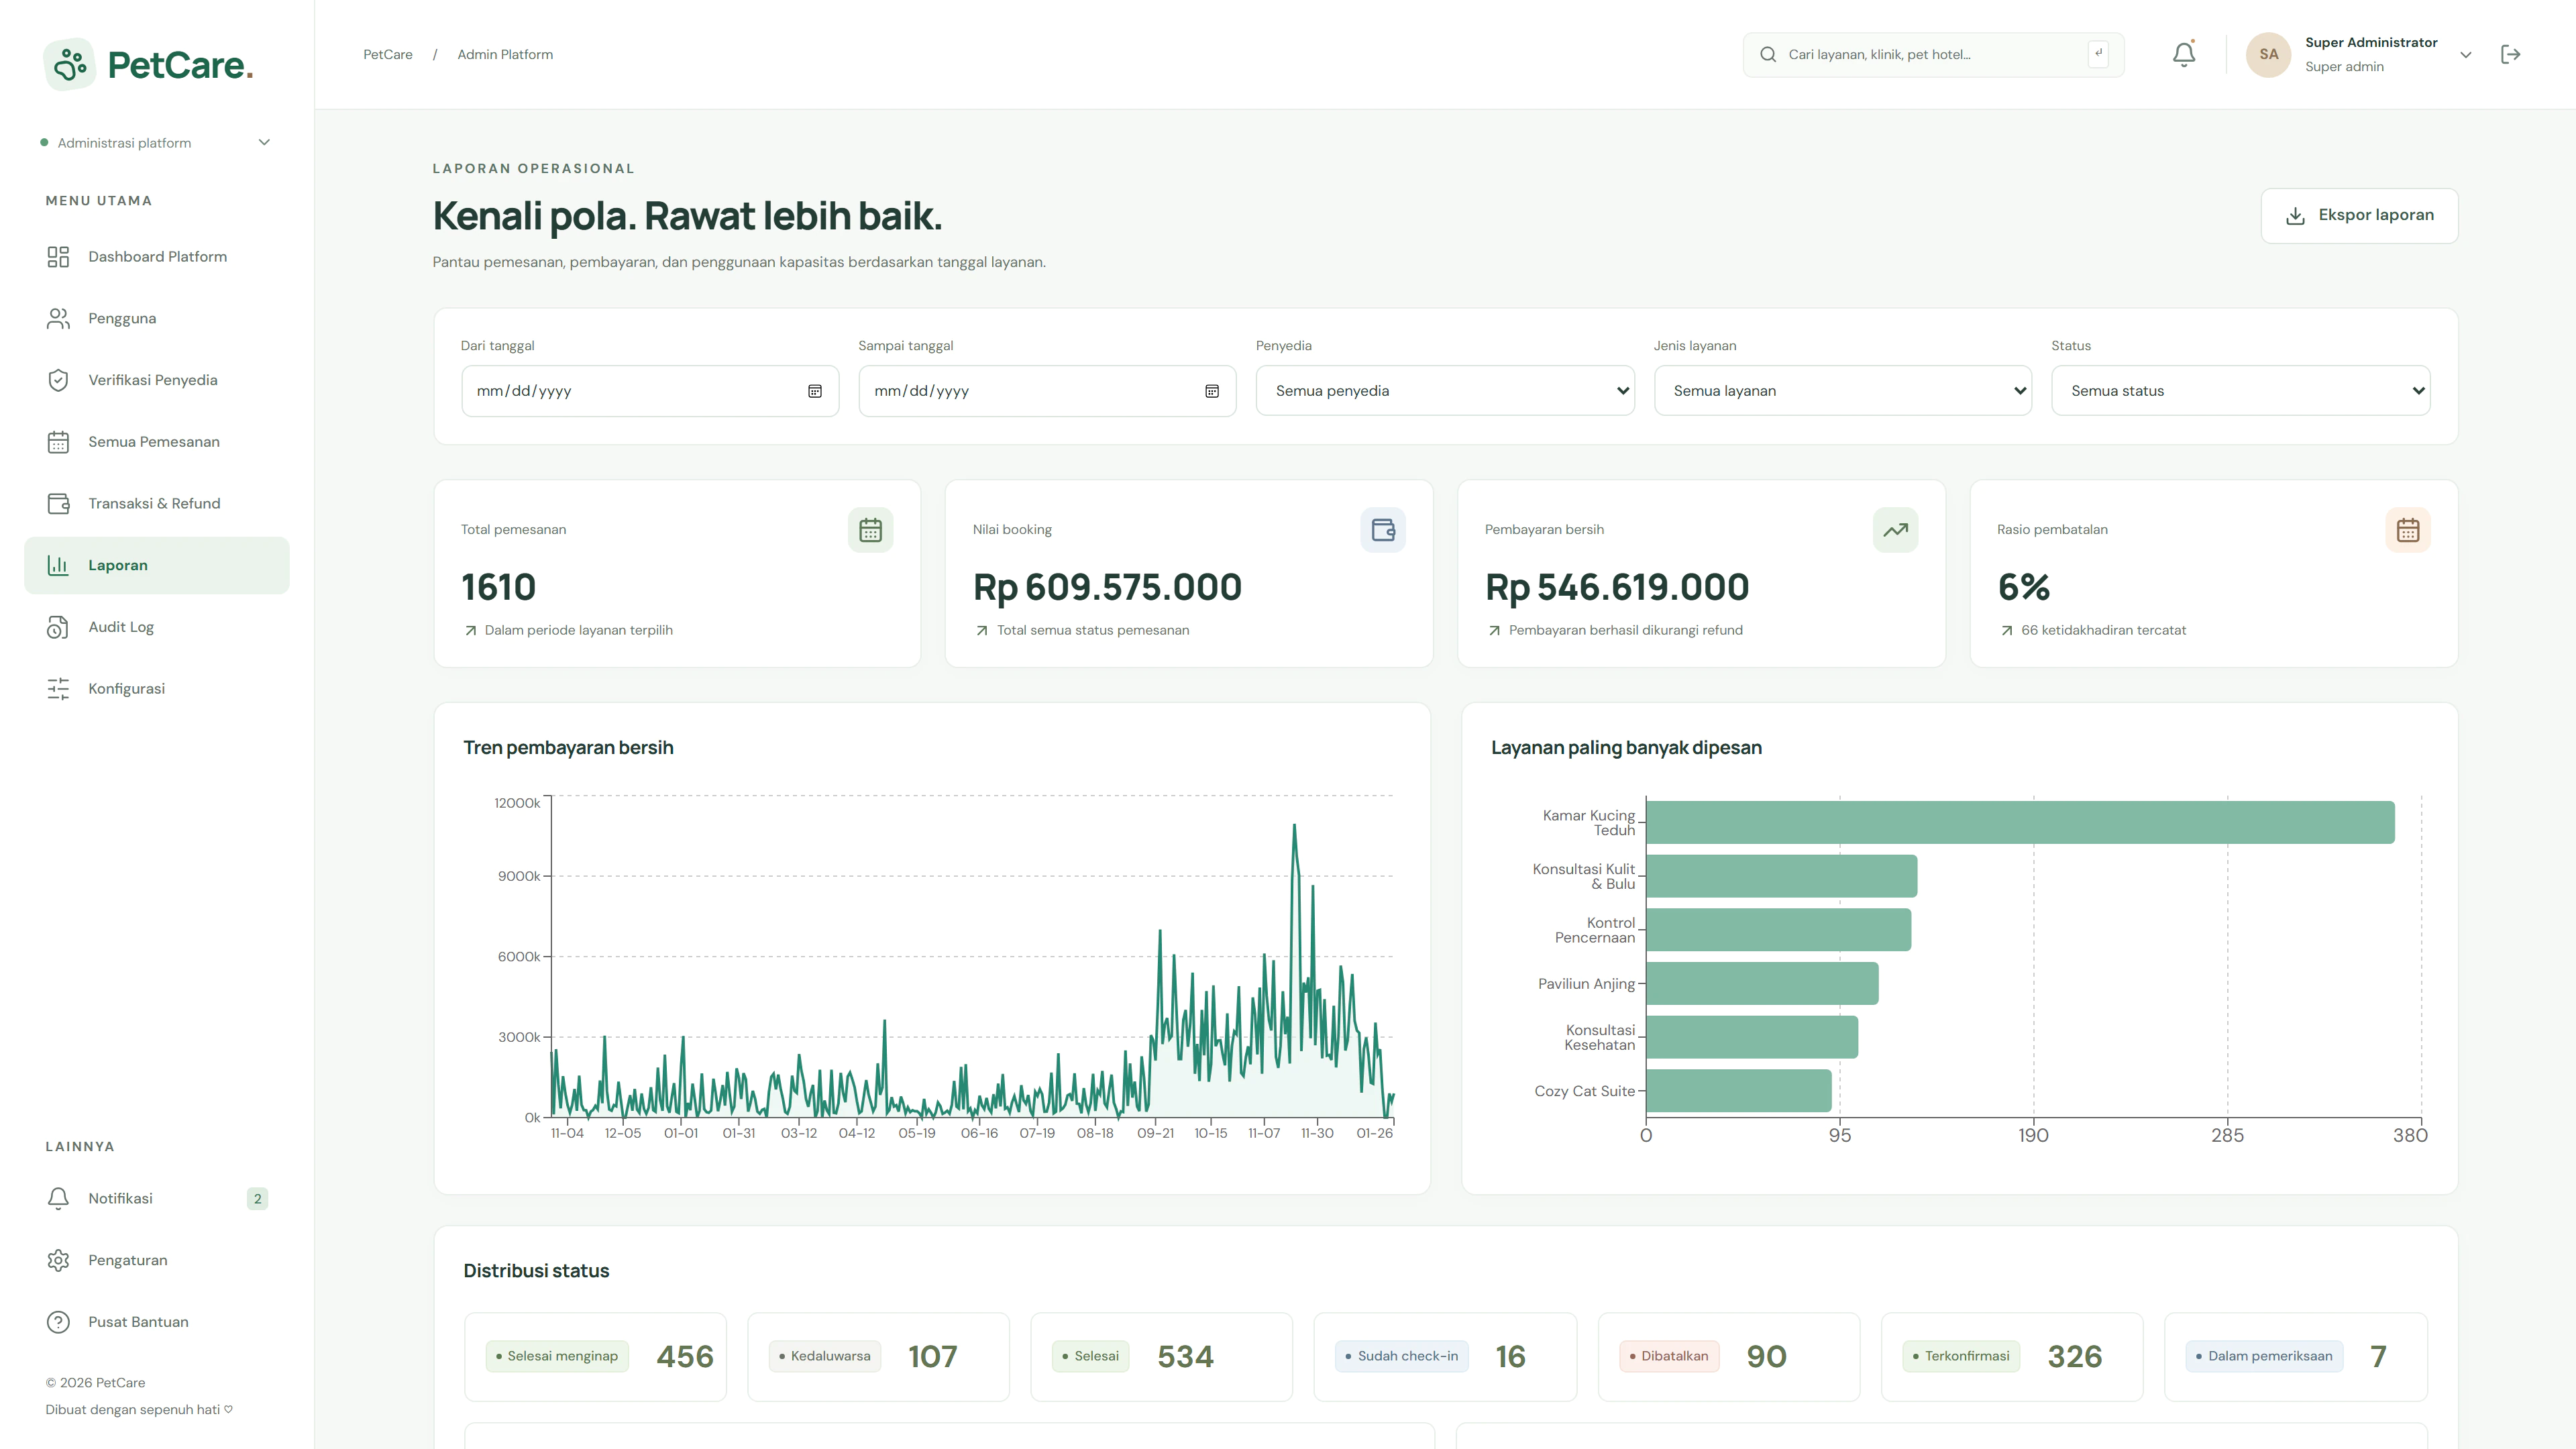 PetCare.
Administrasi platform
MENU UTAMA
Dashboard Platform
Pengguna
Verifikasi Penyedia
Semua Pemesanan
Transaksi & Refund
Laporan
Audit Log
Konfigurasi
LAINNYA
Notifikasi 2
Pengaturan
Pusat Bantuan
© 2026 PetCare
Dibuat dengan sepenuh hati ♡
PetCare / Admin Platform
Cari layanan, klinik, pet hotel...
SA
Super Administrator
Super admin
LAPORAN OPERASIONAL
Kenali pola. Rawat lebih baik.
Pantau pemesanan, pembayaran, dan penggunaan kapasitas berdasarkan tanggal layanan.
Ekspor laporan
Dari tanggal
mm/dd/yyyy
Sampai tanggal
mm/dd/yyyy
Penyedia
Semua penyedia
Jenis layanan
Semua layanan
Status
Semua status
Total pemesanan
1610
Dalam periode layanan terpilih
Nilai booking
Rp 609.575.000
Total semua status pemesanan
Pembayaran bersih
Rp 546.619.000
Pembayaran berhasil dikurangi refund
Rasio pembatalan
6%
66 ketidakhadiran tercatat
Tren pembayaran bersih
12000k
9000k
6000k
3000k
0k
11-04 12-05 01-01 01-31 03-12 04-12 05-19 06-16 07-19 08-18 09-21 10-15 11-07 11-30 01-26
Layanan paling banyak dipesan
Kamar Kucing
Teduh
Konsultasi Kulit
& Bulu
Kontrol
Pencernaan
Paviliun Anjing
Konsultasi
Kesehatan
Cozy Cat Suite
0 95 190 285 380
Distribusi status
Selesai menginap 456
Kedaluwarsa 107
Selesai 534
Sudah check-in 16
Dibatalkan 90
Terkonfirmasi 326
Dalam pemeriksaan 7